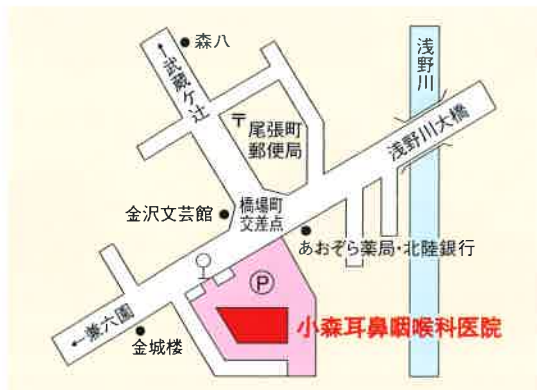 森八
←武蔵ケ辻
〒尾張町
郵便局
浅野川
浅野川大橋
金沢文芸館
橋場町
交差点
あおぞら薬局・北陸銀行
P
小森耳鼻咽喉科医院
←兼六園
金城楼